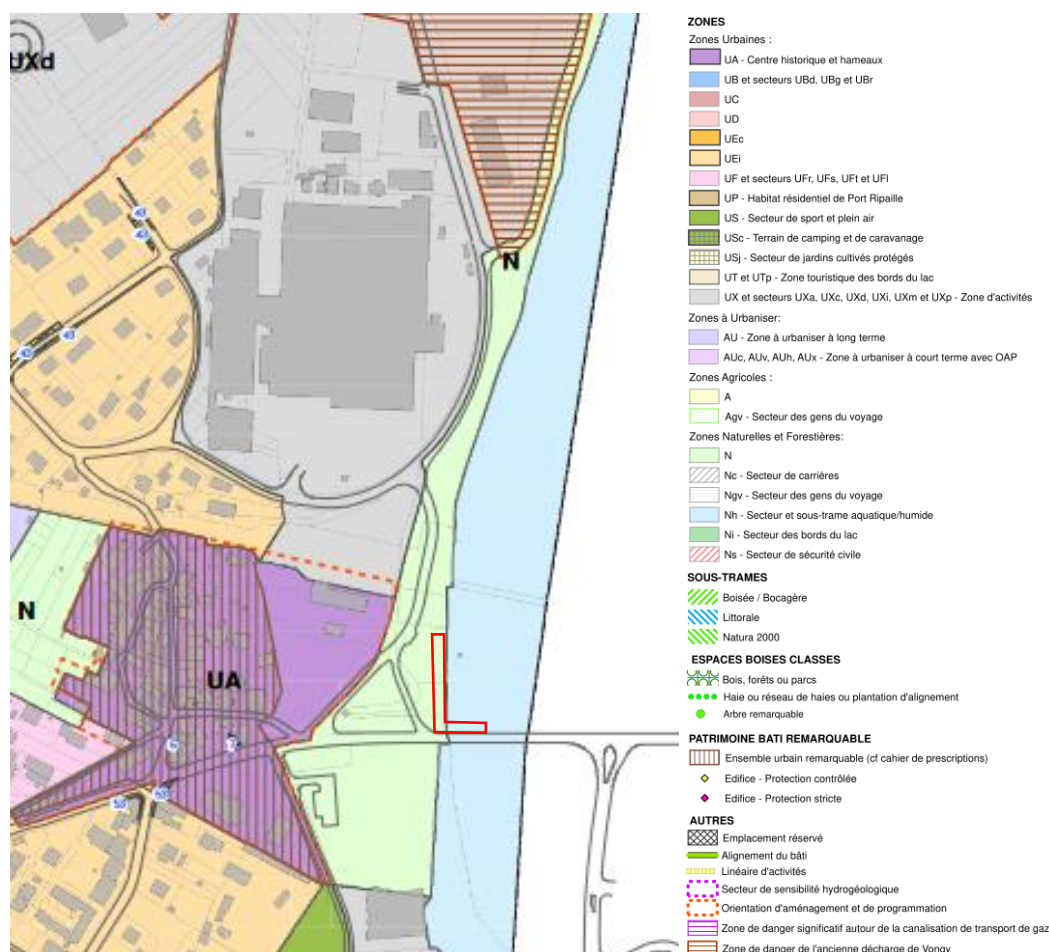 UXd
N
N
UA
43
43
43
43
6
7
53
53
ZONES
Zones Urbaines :
UA - Centre historique et hameaux
UB et secteurs UBd, UBg et UBr
UC
UD
UEc
UEi
UF et secteurs UFr, UFs, UFt et UFl
UP - Habitat résidentiel de Port Ripaille
US - Secteur de sport et plein air
USc - Terrain de camping et de caravanage
USj - Secteur de jardins cultivés protégés
UT et UTp - Zone touristique des bords du lac
UX et secteurs UXa, UXc, UXd, UXi, UXm et UXp - Zone d'activités
Zones à Urbaniser:
AU - Zone à urbaniser à long terme
AUc, AUv, AUh, AUx - Zone à urbaniser à court terme avec OAP
Zones Agricoles :
A
Agv - Secteur des gens du voyage
Zones Naturelles et Forestières:
N
Nc - Secteur de carrières
Ngv - Secteur des gens du voyage
Nh - Secteur et sous-trame aquatique/humide
Ni - Secteur des bords du lac
Ns - Secteur de sécurité civile
SOUS-TRAMES
Boisée / Bocagère
Littorale
Natura 2000
ESPACES BOISES CLASSES
Bois, forêts ou parcs
Haie ou réseau de haies ou plantation d'alignement
Arbre remarquable
PATRIMOINE BATI REMARQUABLE
Ensemble urbain remarquable (cf cahier de prescriptions)
Edifice - Protection contrôlée
Edifice - Protection stricte
AUTRES
Emplacement réservé
Alignement du bâti
Linéaire d'activités
Secteur de sensibilité hydrogéologique
Orientation d'aménagement et de programmation
Zone de danger significatif autour de la canalisation de transport de gaz
Zone de danger de l'ancienne décharge de Vongy